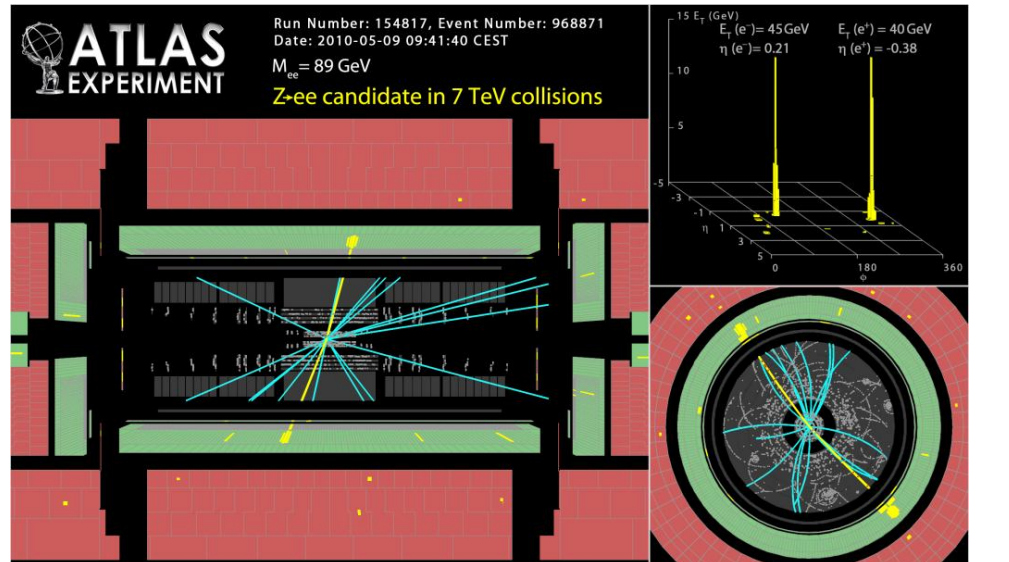 ATLAS
EXPERIMENT
Run Number: 154817, Event Number: 968871
Date: 2010-05-09 09:41:40 CEST
Mee= 89 GeV
Z→ee candidate in 7 TeV collisions
15 ET (GeV)
ET (e⁻)= 45 GeV
ET (e⁺)= 40 GeV
η (e⁻)= 0.21
η (e⁺)= -0.38
10
5
-5
-3
-1
η
1
3
5
0
180
360
ϕ